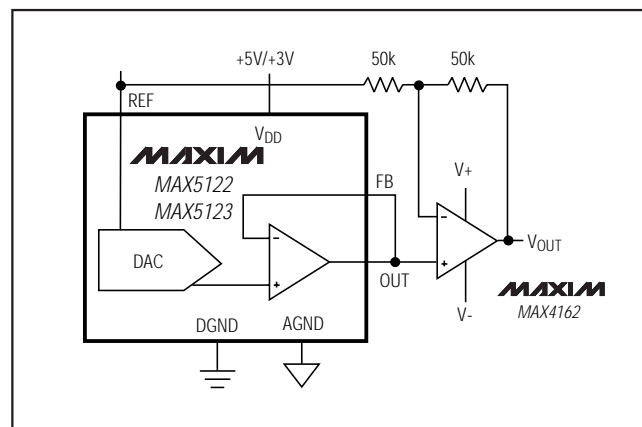 +5V/+3V
50k
50k
REF
VDD
MAXIM
MAX5122
MAX5123
FB
V+
-
-
DAC
+
+
VOUT
OUT
MAXIM
MAX4162
V-
DGND
AGND